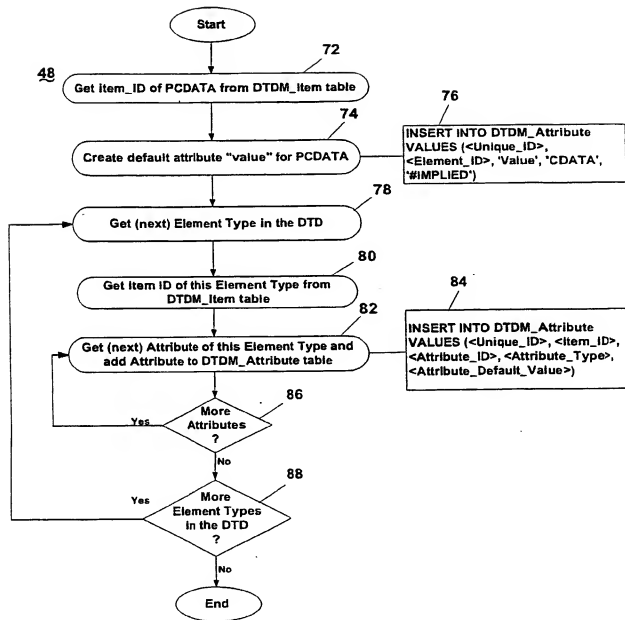 Start
48
72
Get item_ID of PCDATA from DTDM_Item table
74
Create default attribute "value" for PCDATA
76
INSERT INTO DTDM_Attribute
VALUES (<Unique_ID>,
<Element_ID>, 'Value', 'CDATA',
'#IMPLIED')
78
Get (next) Element Type in the DTD
80
Get Item ID of this Element Type from
DTDM_Item table
82
Get (next) Attribute of this Element Type and
add Attribute to DTDM_Attribute table
84
INSERT INTO DTDM_Attribute
VALUES (<Unique_ID>, <Item_ID>,
<Attribute_ID>, <Attribute_Type>,
<Attribute_Default_Value>)
86
More
Attributes
?
Yes
No
88
More
Element Types
in the DTD
?
Yes
No
End